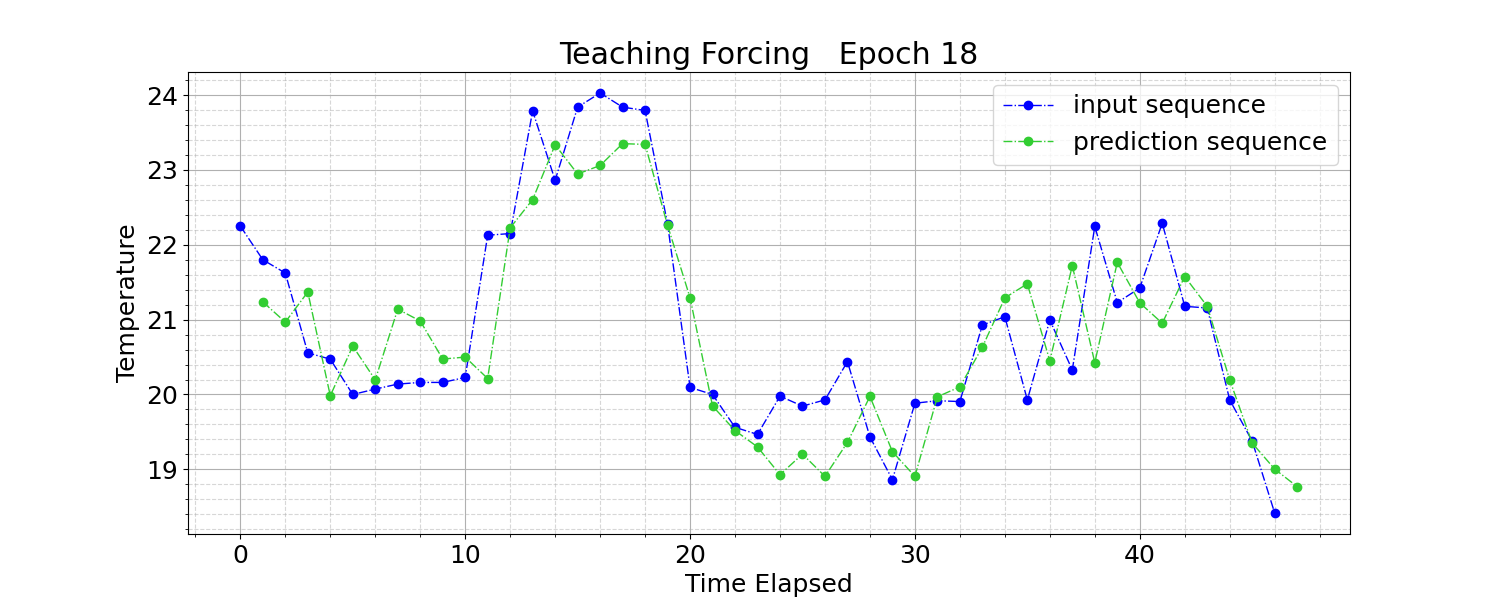 Teaching Forcing   Epoch 18
input sequence
prediction sequence
Temperature
24
23
22
21
20
19
0 10 20 30 40
Time Elapsed